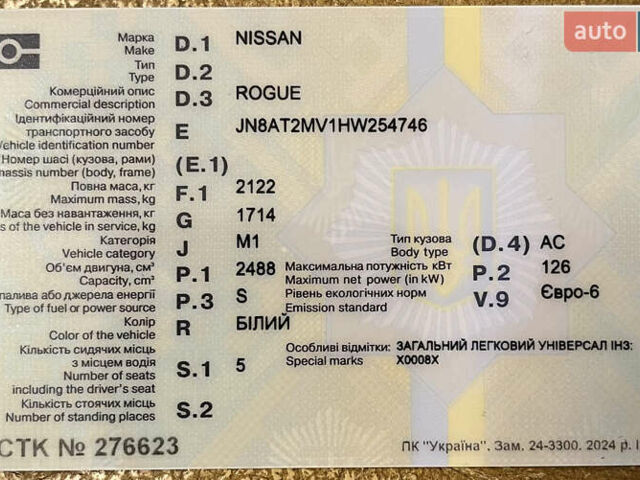 auto
Марка D.1 NISSAN
Make
Тип D.2
Type
Комерційний опис D.3 ROGUE
Commercial description
Ідентифікаційний номер
транспортного засобу E JN8AT2MV1HW254746
Vehicle identification number
Номер шасі (кузова, рами) (E.1)
chassis number (body, frame)
Повна маса, кг F.1 2122
Maximum mass, kg
Маса без навантаження, кг G 1714
s of the vehicle in service, kg
Категорія J M1 Тип кузова (D.4) AC
Vehicle category Body type
Об'єм двигуна, см³ P.1 2488 Максимальна потужність кВт P.2 126
Capacity, cm³ Maximum net power (in kW)
палива або джерела енергії P.3 S Рівень екологічних норм V.9 Євро-6
Type of fuel or power source Emission standard
Колір R БІЛИЙ
Color of the vehicle
Кількість сидячих місць Особливі відмітки: ЗАГАЛЬНИЙ ЛЕГКОВИЙ УНІВЕРСАЛ ІНЗ:
з місцем водія S.1 5 Special marks X0008X
Number of seats
including the driver's seat
Кількість стоячих місць S.2
Number of standing places
СТК № 276623
ПК "Україна". Зам. 24-3300. 2024 р. І